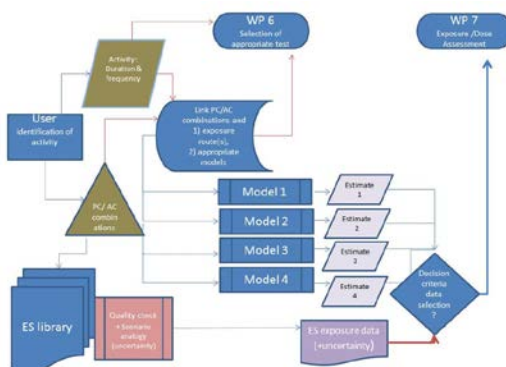 WP 6
Selection of
appropriate test
WP 7
Exposure /Dose
Assessment
Activity:
Duration &
frequency
User
identification of
activity
Link PC/AC
combinations and
1) exposure
route(s),
2) appropriate
models
PC/ AC
combin
ations
Model 1
Estimate
1
Model 2
Estimate
2
Model 3
Estimate
3
Model 4
Estimate
4
Decision
criteria
data
selection
?
ES library
Quality check
+ Scenario
analogy
(uncertainty)
ES exposure data
(+uncertainty)